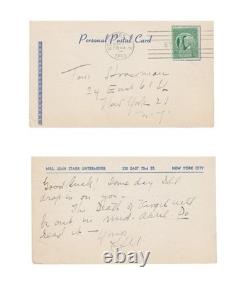 Personal Postal Card
Tom
24 East 61 St
New York 21
N.Y.
MRS. JEAN STARR UNTERMEYER 235 EAST 73rd ST. NEW YORK CITY
Good luck! Some day I'll
drop in on you -
The Death of Virgil will
be out in mid-April. Do
read it -
Yours